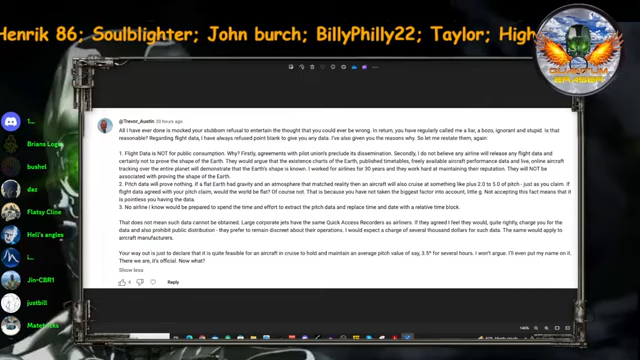 Henrik 86; Soulblighter; John burch; BillyPhilly22; Taylor; High
QUANTUM
ERASER
@Trevor_Austin 20 hours ago
All I have ever done is mocked your stubborn refusal to entertain the thought that you could ever be wrong. In return, you have regularly called me a liar, a bozo, ignorant and stupid. Is that
reasonable? Regarding flight data, I have always refused point blank to give you any data. I've also given you the reasons why. So let me restate them, again:
1. Flight Data is NOT for public consumption. Why? Firstly, agreements with pilot union's preclude its dissemination. Secondly, I do not believe any airline will release any flight data and
certainly not to prove the shape of the Earth. They would argue that the existence charts of the Earth, published timetables, freely available aircraft performance data and live, online aircraft
tracking over the entire planet will demonstrate that the Earth's shape is known. I worked for airlines for 30 years and they work hard at maintaining their reputation. They will NOT be
associated with proving the shape of the Earth.
2. Pitch data will prove nothing. If a flat Earth had gravity and an atmosphere that matched reality then an aircraft will also cruise at something like plus 2.0 to 5.0 of pitch - just as you claim. If
flight data agreed with your pitch claim, would the world be flat? Of course not. That is because you have not taken the biggest factor into account, little g. Not accepting this fact means that it
is pointless you having the data.
3. No airline I know would be prepared to spend the time and effort to extract the pitch data and replace time and date with a relative time block.
That does not mean such data cannot be obtained. Large corporate jets have the same Quick Access Recorders as airliners. If they agreed I feel they would, quite rightly, charge you for the
data and also prohibit public distribution - they prefer to remain discreet about their operations. I would expect a charge of several thousand dollars for such data. The same would apply to
aircraft manufacturers.
Your way out is just to declare that it is quite feasible for an aircraft in cruise to hold and maintain an average pitch value of say, 3.5° for several hours. I won't argue. I'll even put my name on it.
There we are, it's official. Now what?
Show less
Reply
Brians Logic
bushel
daz
Flatsy Cline
Hell's angels
Jin-CBR1
justbill